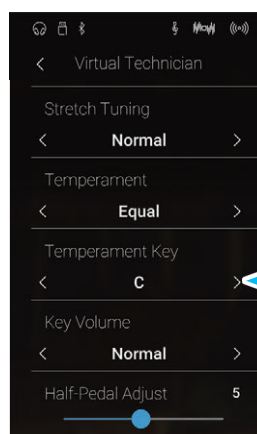 Virtual Technician
Stretch Tuning
Normal
Temperament
Equal
Temperament Key
C
Key Volume
Normal
Half-Pedal Adjust 5